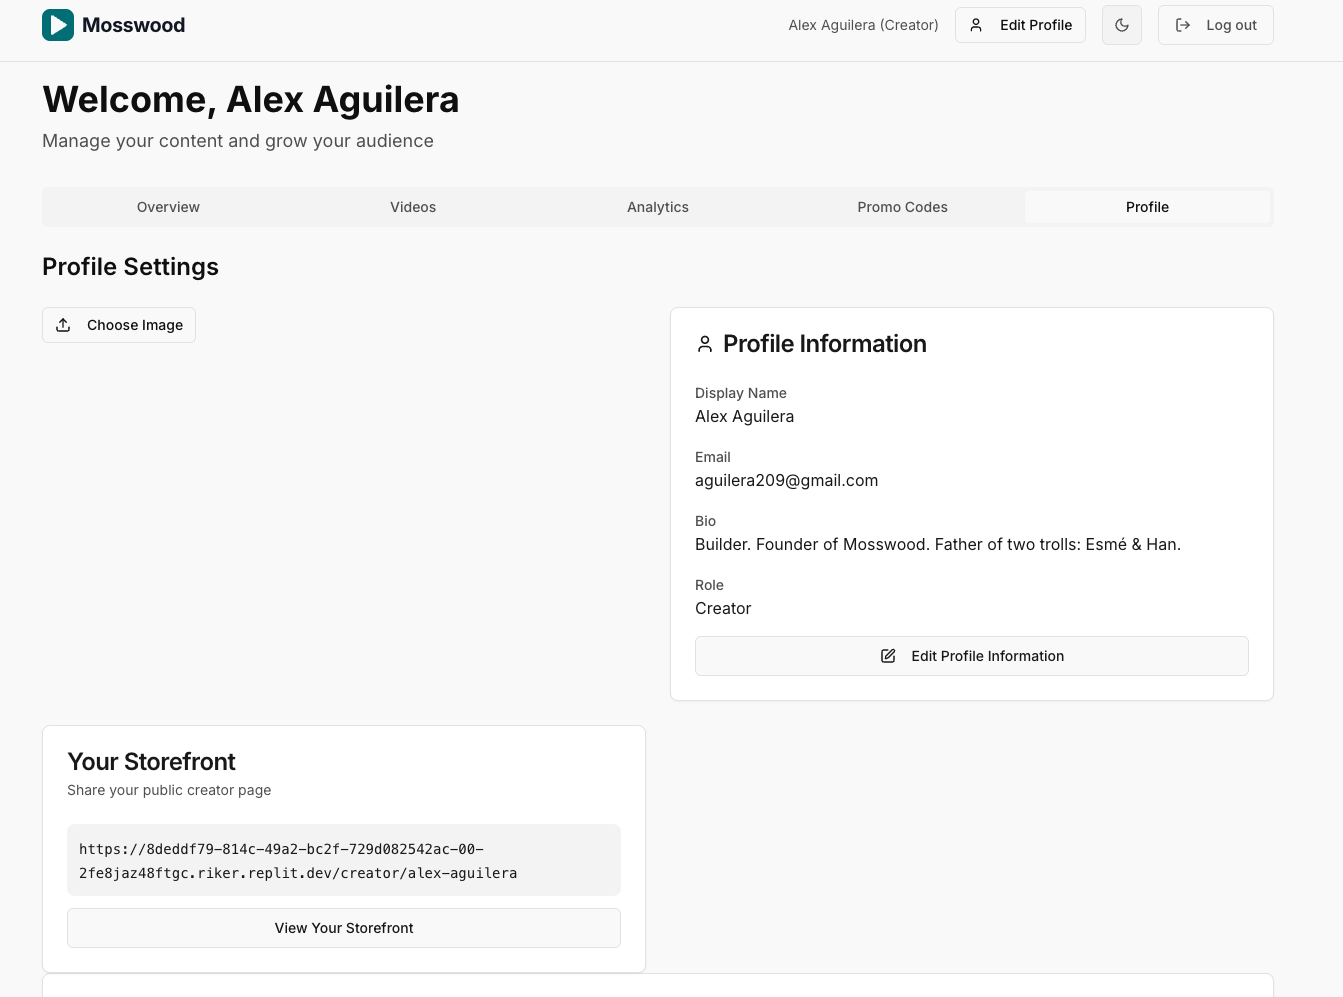 Mosswood
Alex Aguilera (Creator)
Edit Profile
Log out
Welcome, Alex Aguilera
Manage your content and grow your audience
Overview
Videos
Analytics
Promo Codes
Profile
Profile Settings
Choose Image
Profile Information
Display Name
Alex Aguilera
Email
aguilera209@gmail.com
Bio
Builder. Founder of Mosswood. Father of two trolls: Esmé & Han.
Role
Creator
Edit Profile Information
Your Storefront
Share your public creator page
https://8deddf79-814c-49a2-bc2f-729d082542ac-00-
2fe8jaz48ftgc.riker.replit.dev/creator/alex-aguilera
View Your Storefront